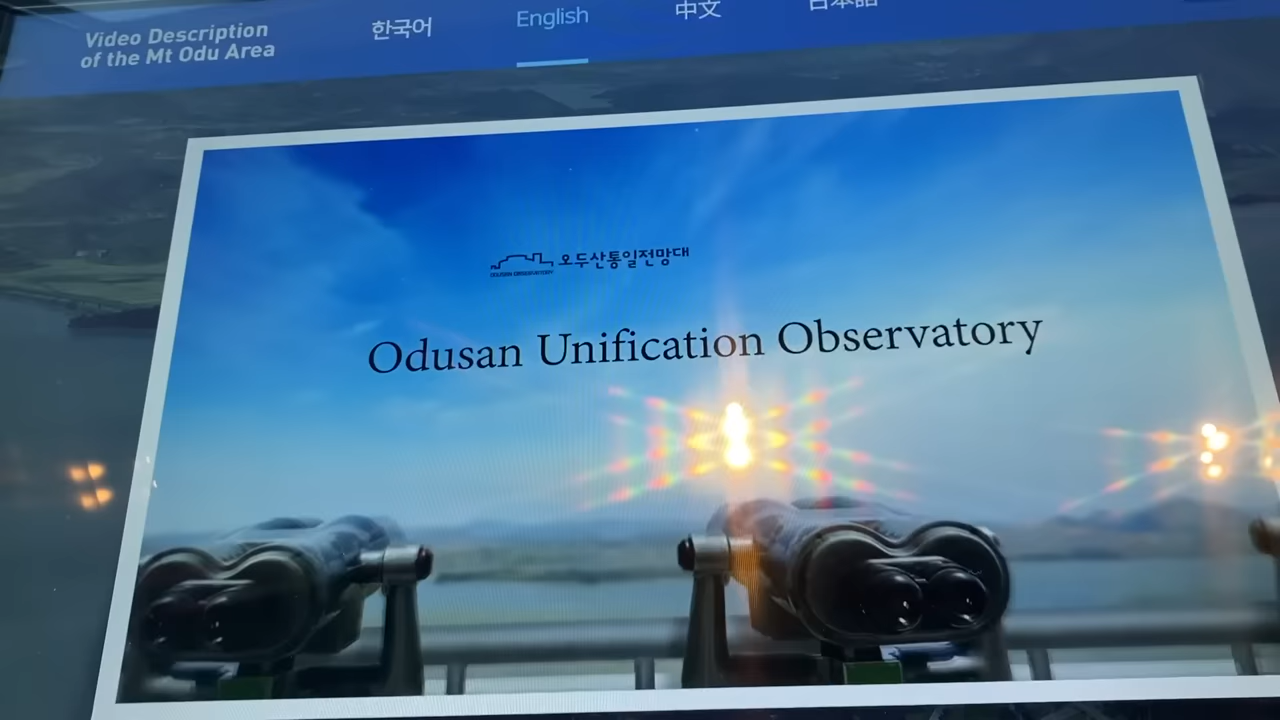 Video Description
of the Mt Odu Area
한국어
English
中文
日本語
오두산통일전망대
ODUSAN OBSERVATORY
Odusan Unification Observatory